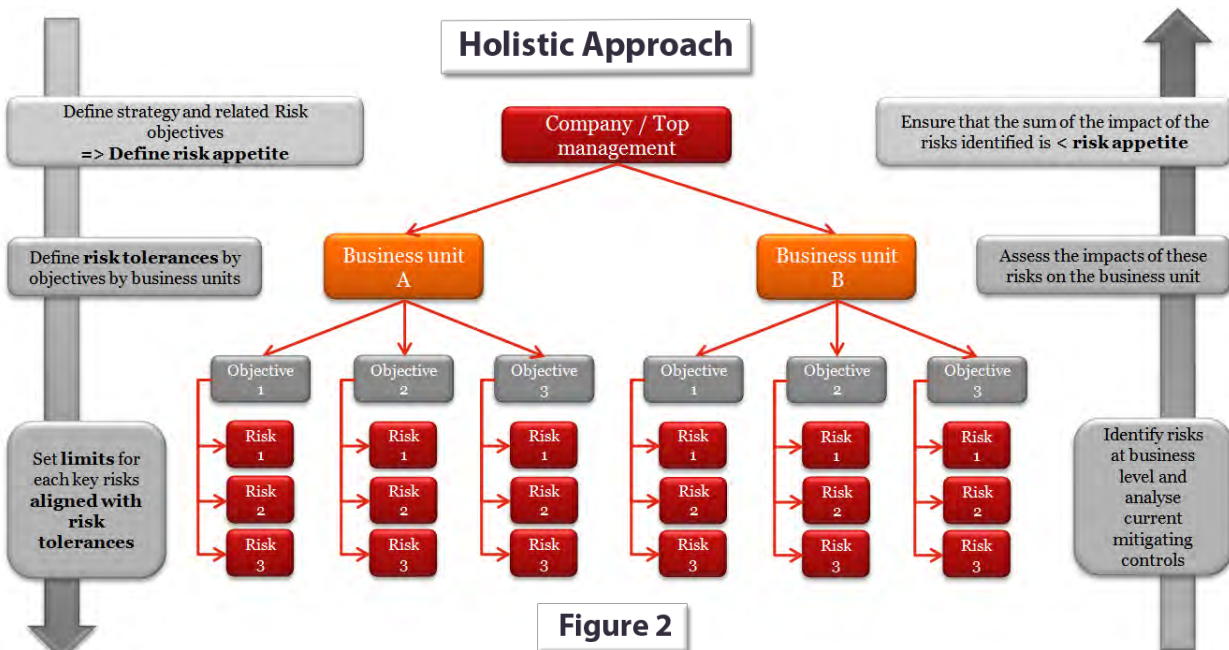 Holistic Approach
Define strategy and related Risk
objectives
=> Define risk appetite
Company / Top
management
Ensure that the sum of the impact of the
risks identified is < risk appetite
Define risk tolerances by
objectives by business units
Business unit
A
Business unit
B
Assess the impacts of these
risks on the business unit
Objective
1
Objective
2
Objective
3
Objective
1
Objective
2
Objective
3
Set limits for
each key risks
aligned with
risk
tolerances
Risk
1
Risk
1
Risk
1
Risk
1
Risk
1
Risk
1
Risk
2
Risk
2
Risk
2
Risk
2
Risk
2
Risk
2
Risk
3
Risk
3
Risk
3
Risk
3
Risk
3
Risk
3
Identify risks
at business
level and
analyse
current
mitigating
controls
Figure 2